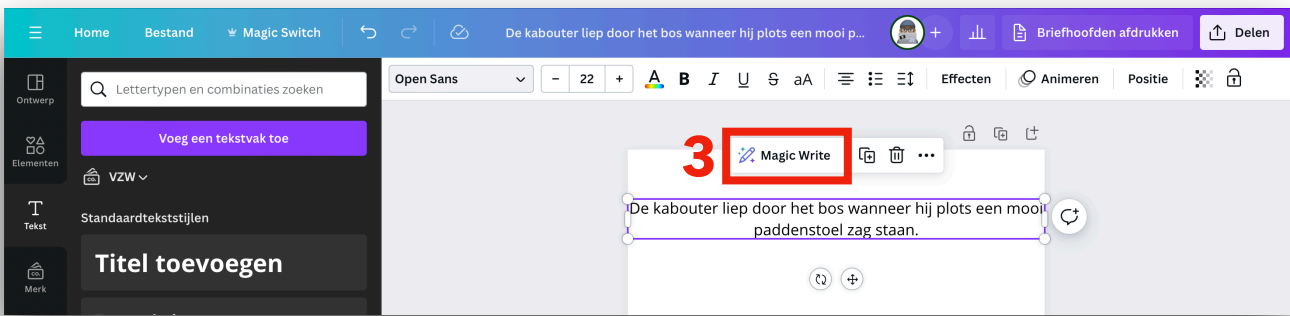 Home Bestand Magic Switch De kabouter liep door het bos wanneer hij plots een mooi p... + Briefhoofden afdrukken Delen
Ontwerp
Elementen
Tekst
Merk
Lettertypen en combinaties zoeken
Voeg een tekstvak toe
CO. VZW
Standaardtekststijlen
Titel toevoegen
Open Sans - 22 + A B I U S aA Effecten Animeren Positie
3 Magic Write
De kabouter liep door het bos wanneer hij plots een mooi
paddenstoel zag staan.